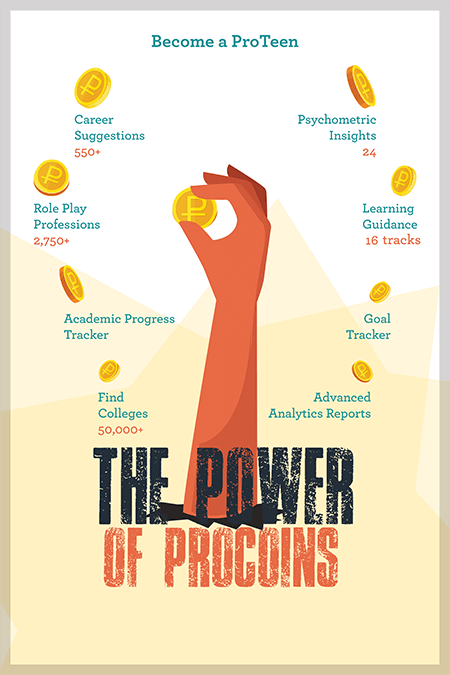 Become a ProTeen
Career
Suggestions
550+
Psychometric
Insights
24
Role Play
Professions
2,750+
Learning
Guidance
16 tracks
Academic Progress
Tracker
Goal
Tracker
Find
Colleges
50,000+
Advanced
Analytics Reports
THE POWER
OF PROCOINS